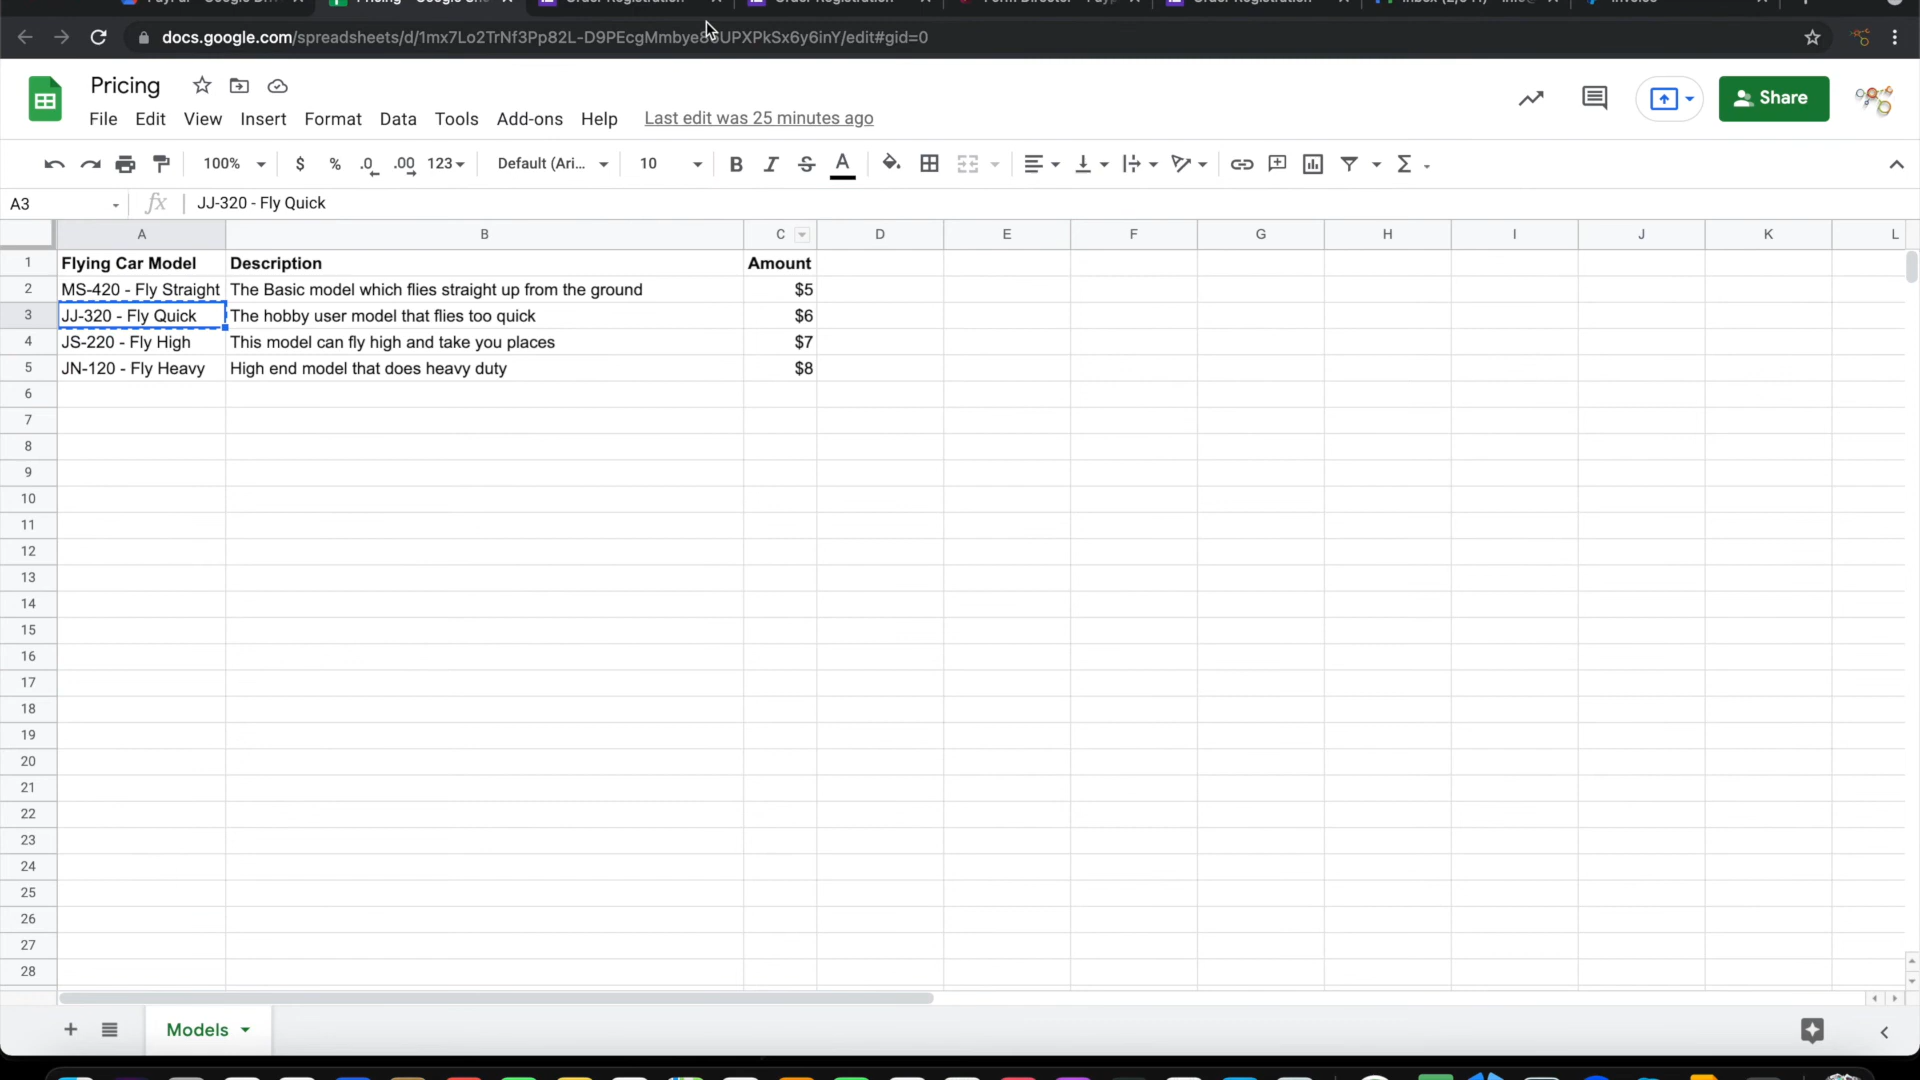 docs.google.com/spreadsheets/d/1mx7Lo2TrNf3Pp82L-D9PEcgMmbye8 UPXPkSx6y6inY/edit#gid=0
Pricing
File Edit View Insert Format Data Tools Add-ons Help Last edit was 25 minutes ago
Share
100% $ % .0 .00 123 Default (Ari... 10 B I S A Σ
A3 fx JJ-320 - Fly Quick
A B C D E F G H I J K L
1 Flying Car Model Description Amount
2 MS-420 - Fly Straight The Basic model which flies straight up from the ground $5
3 JJ-320 - Fly Quick The hobby user model that flies too quick $6
4 JS-220 - Fly High This model can fly high and take you places $7
5 JN-120 - Fly Heavy High end model that does heavy duty $8
6
7
8
9
10
11
12
13
14
15
16
17
18
19
20
21
22
23
24
25
26
27
28
Models